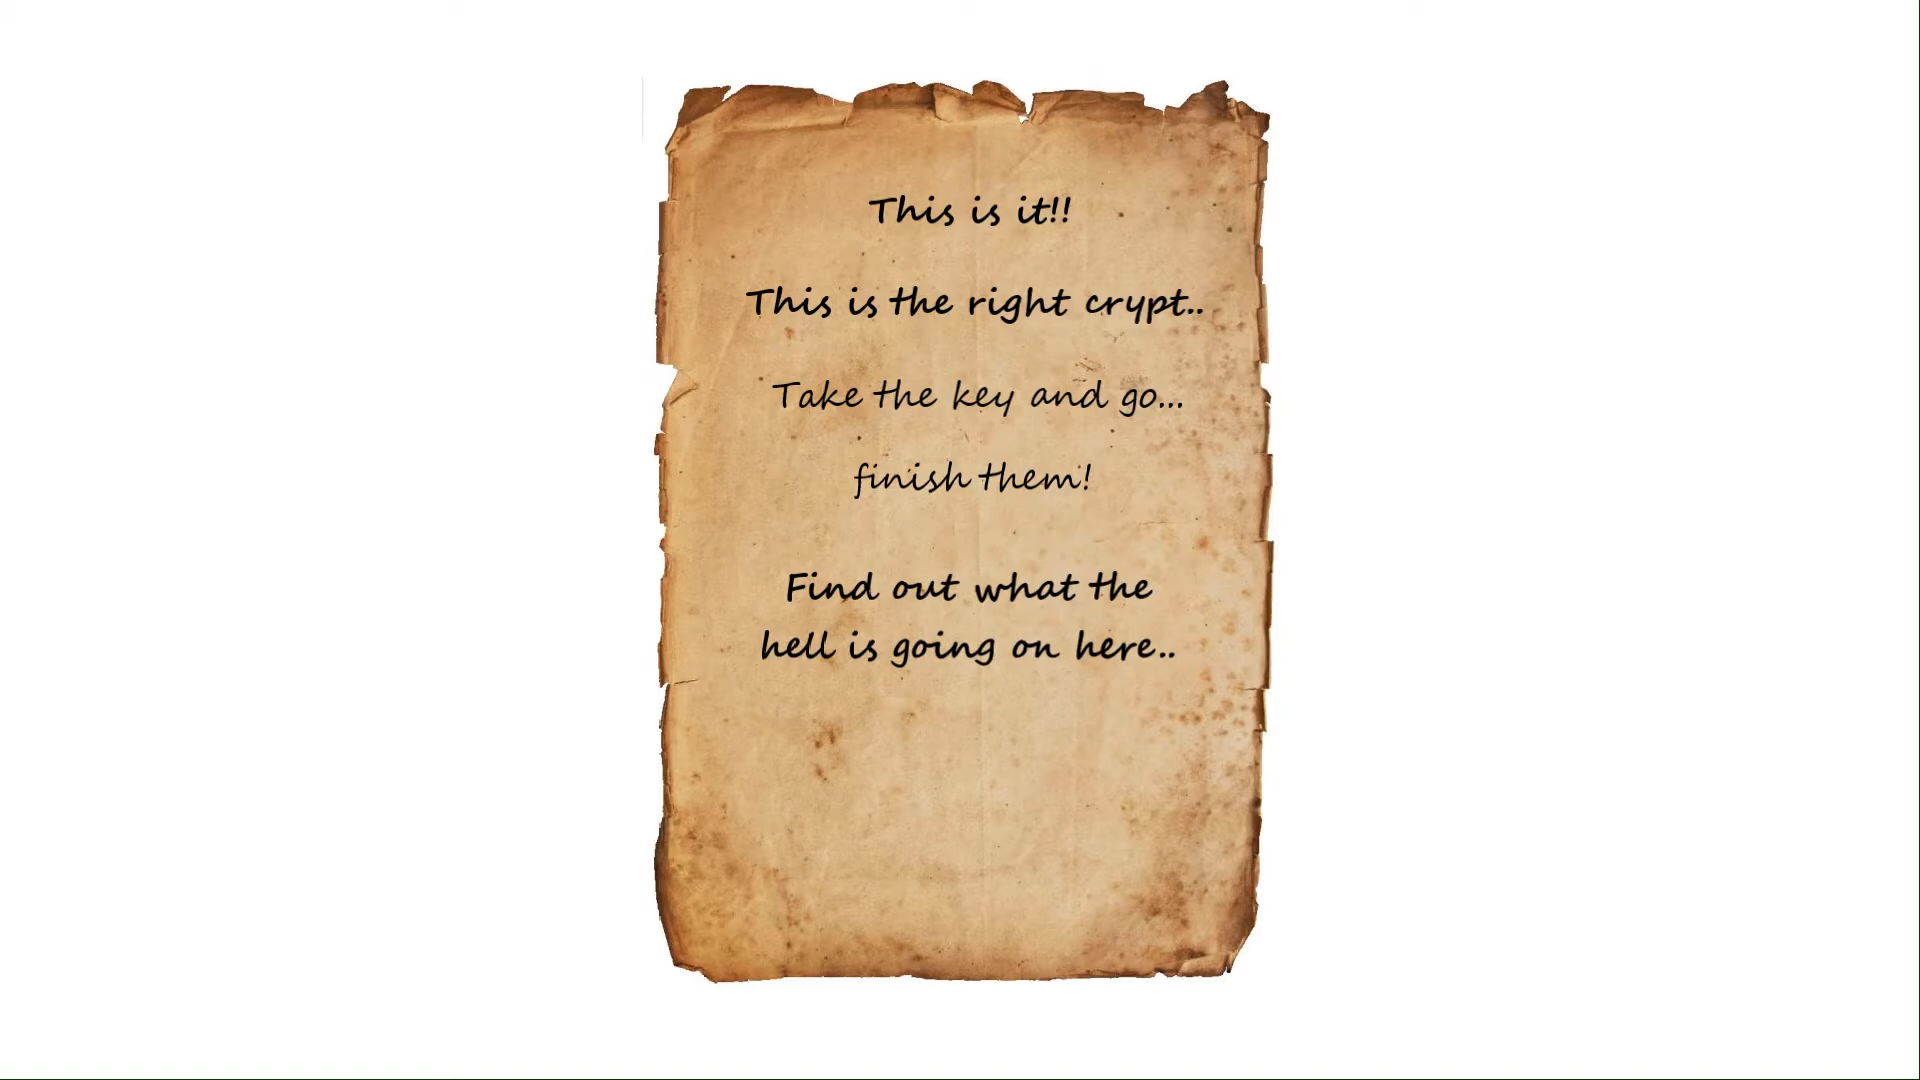 This is it!!
This is the right crypt..
Take the key and go...
finish them!
Find out what the
hell is going on here..